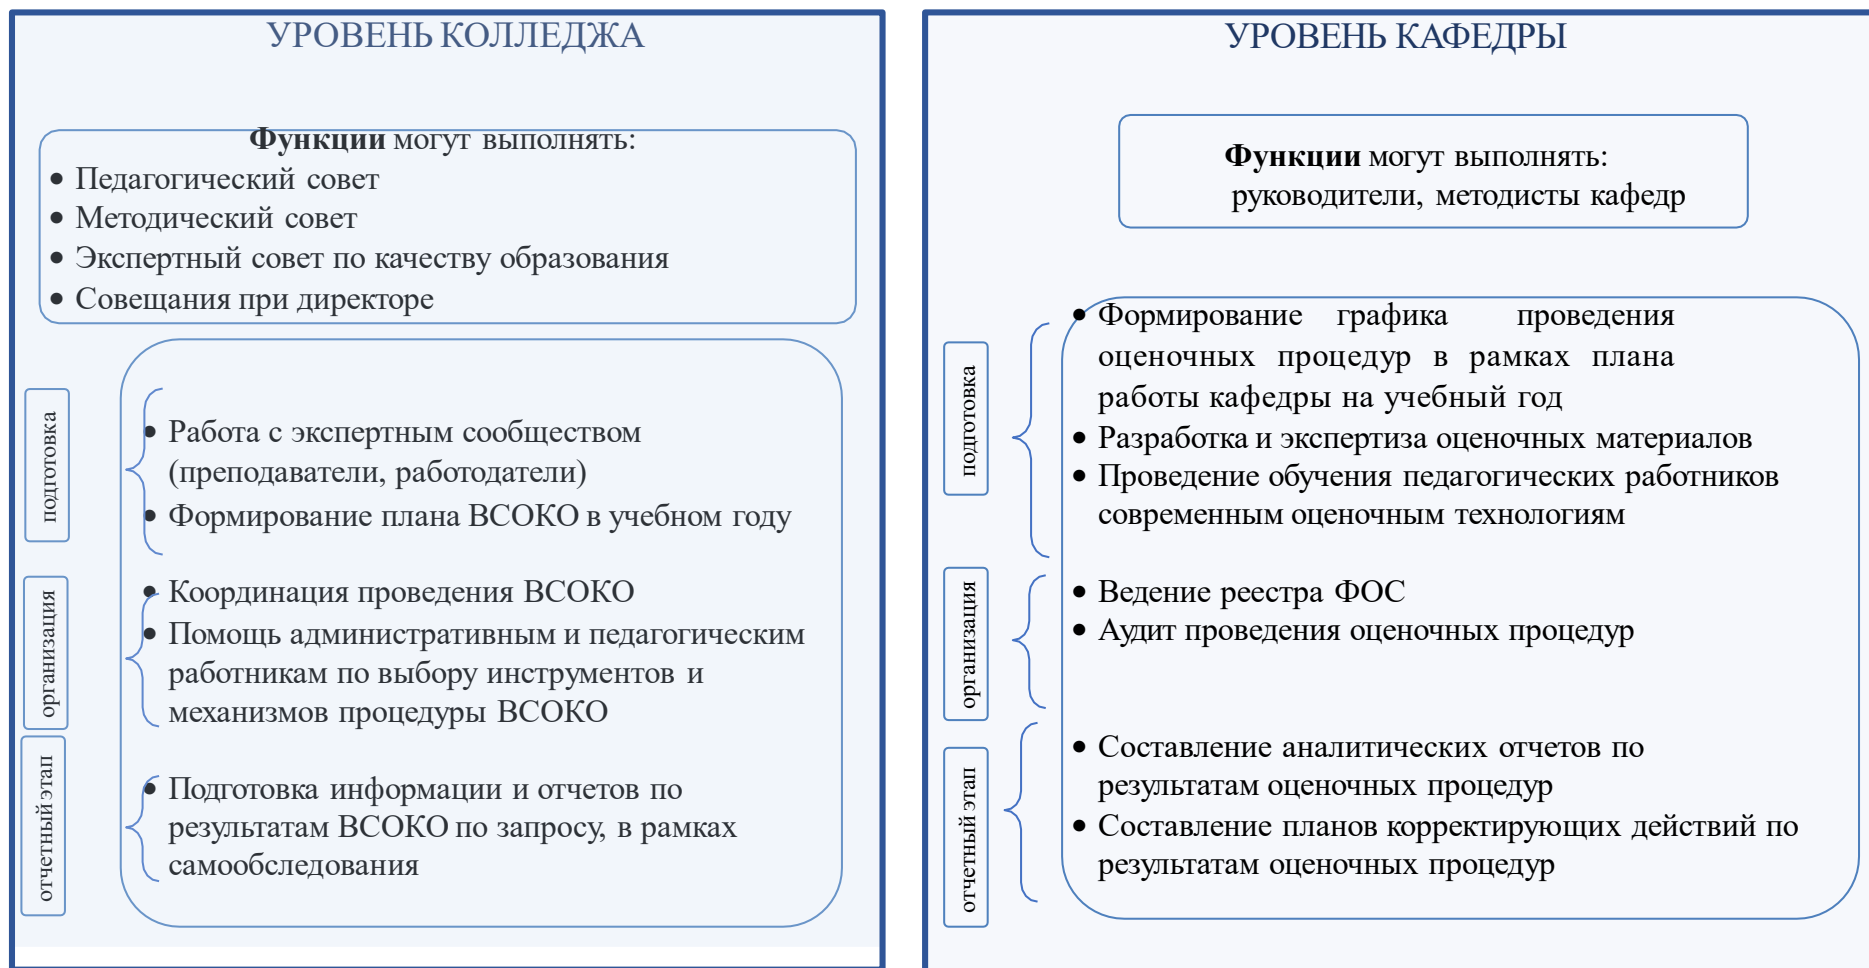 УРОВЕНЬ КОЛЛЕДЖА
Функции могут выполнять:
• Педагогический совет
• Методический совет
• Экспертный совет по качеству образования
• Совещания при директоре
подготовка
• Работа с экспертным сообществом
(преподаватели, работодатели)
• Формирование плана ВСОКО в учебном году
организация
• Координация проведения ВСОКО
• Помощь административным и педагогическим
работникам по выбору инструментов и
механизмов процедуры ВСОКО
отчетный этап
• Подготовка информации и отчетов по
результатам ВСОКО по запросу, в рамках
самообследования
УРОВЕНЬ КАФЕДРЫ
Функции могут выполнять:
руководители, методисты кафедр
подготовка
• Формирование графика проведения
оценочных процедур в рамках плана
работы кафедры на учебный год
• Разработка и экспертиза оценочных материалов
• Проведение обучения педагогических работников
современным оценочным технологиям
организация
• Ведение реестра ФОС
• Аудит проведения оценочных процедур
отчетный этап
• Составление аналитических отчетов по
результатам оценочных процедур
• Составление планов корректирующих действий по
результатам оценочных процедур